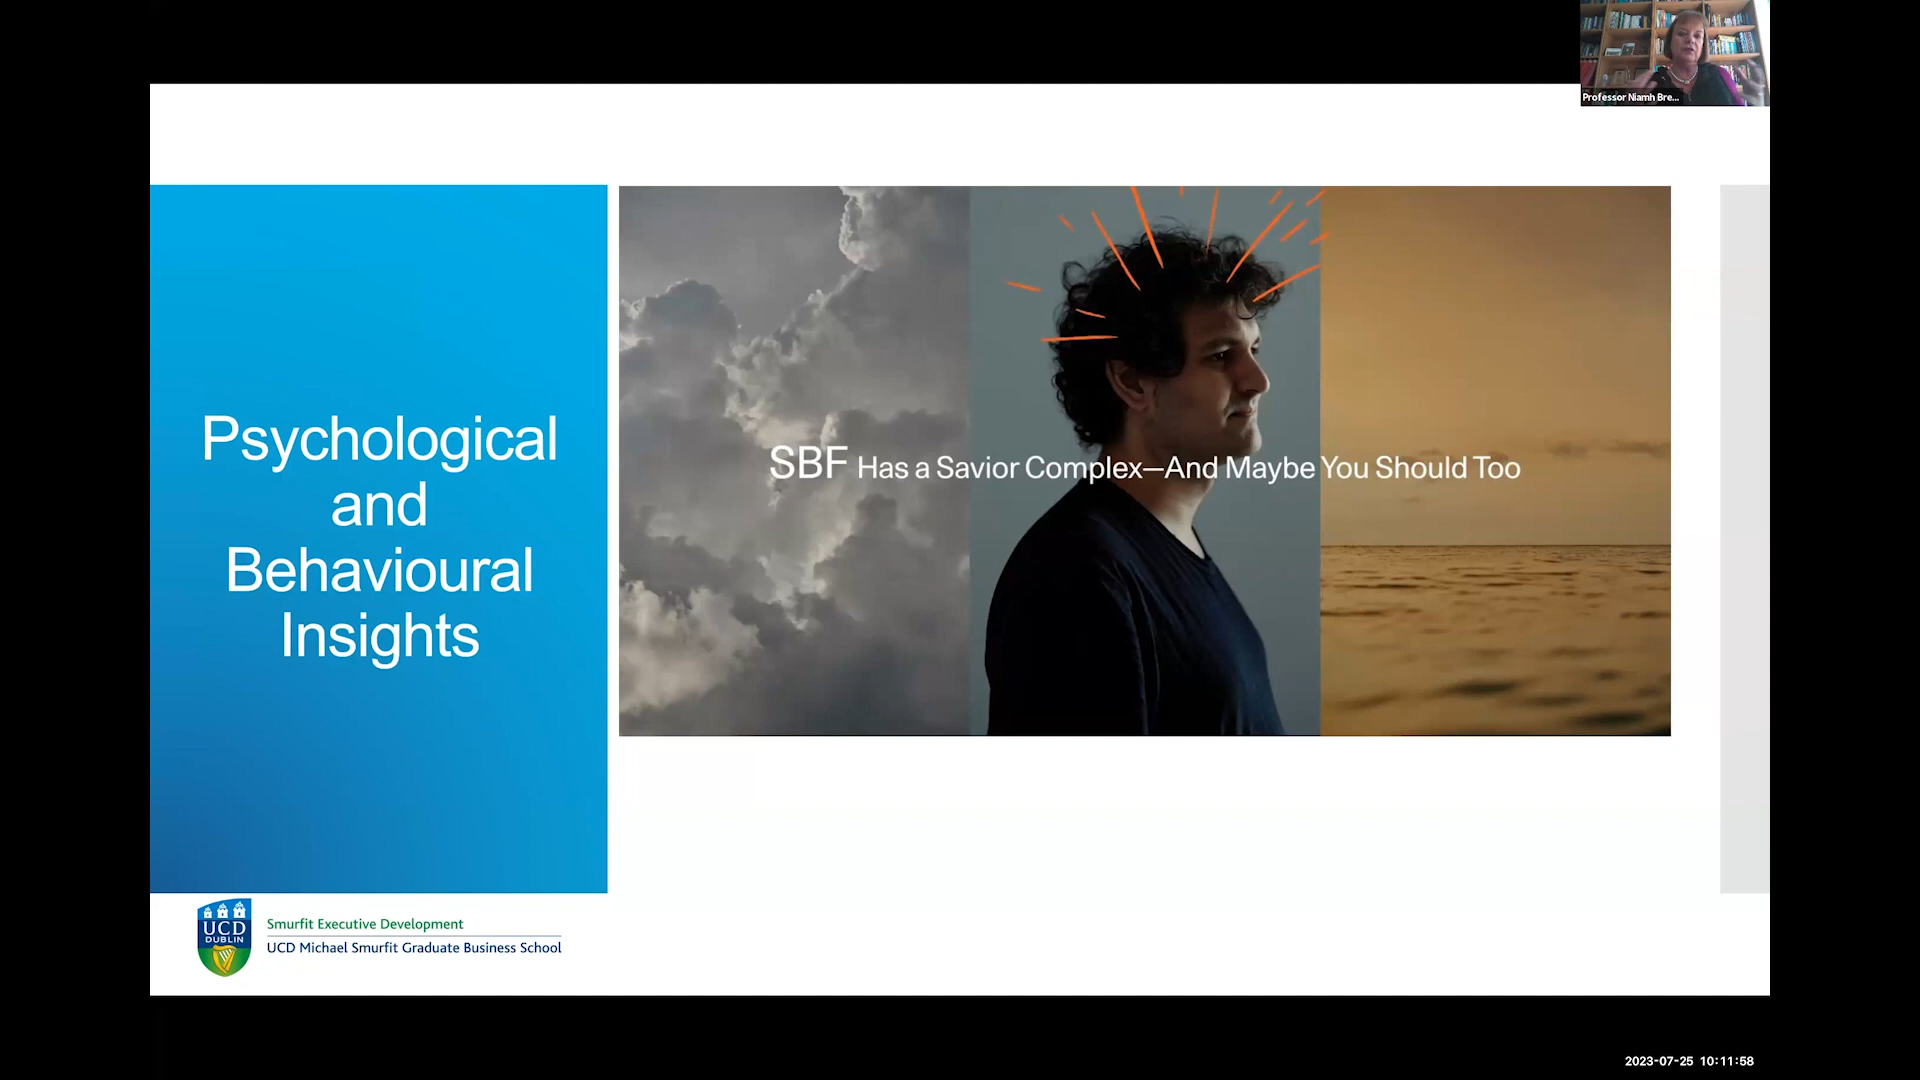 Professor Niamh Bre...
Psychological
and
Behavioural
Insights
SBF Has a Savior Complex—And Maybe You Should Too
UCD
DUBLIN
Smurfit Executive Development
UCD Michael Smurfit Graduate Business School
2023-07-25 10:11:58